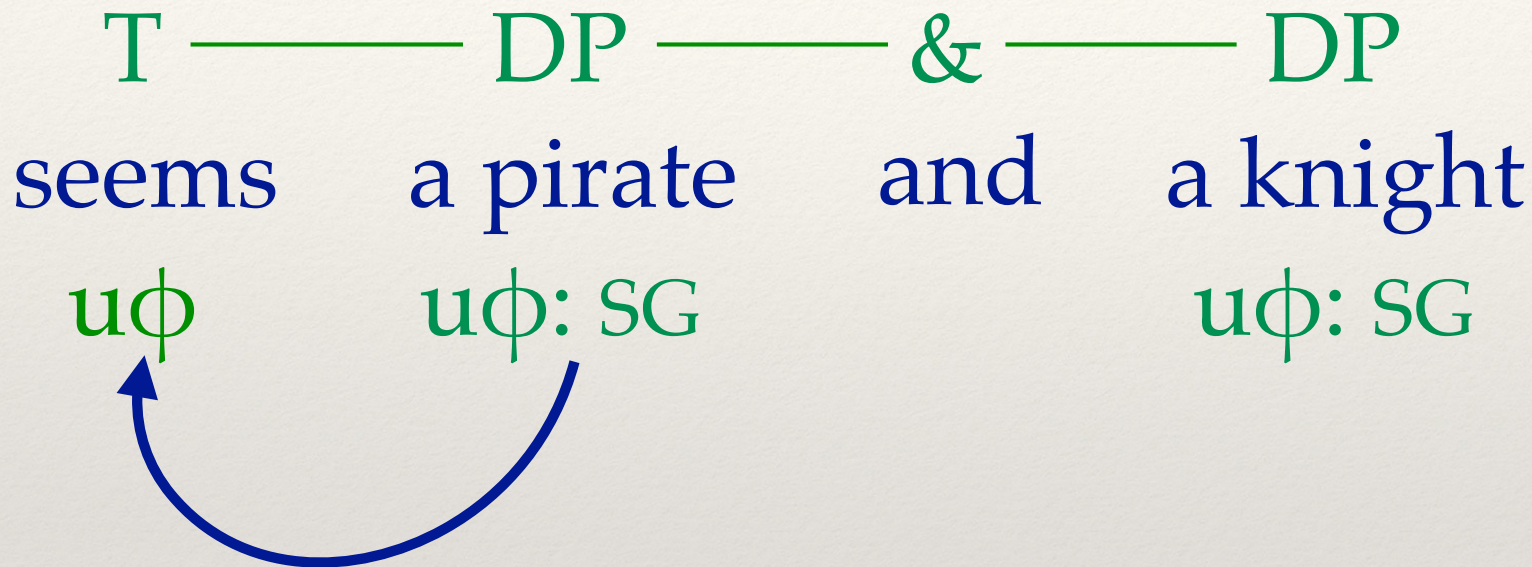 T DP & DP
seems a pirate and a knight
uϕ uϕ: SG uϕ: SG